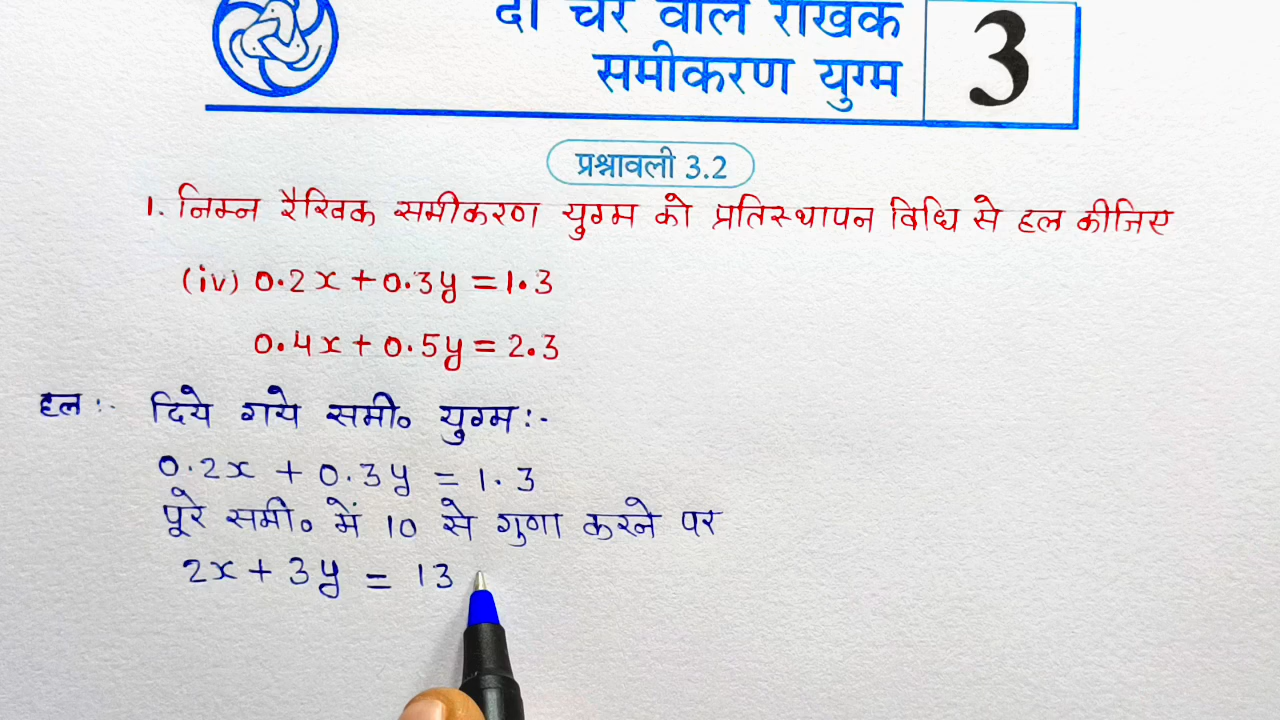 दो चर वाले रैखिक
समीकरण युग्म
3
प्रश्नावली 3.2
1. निम्न रैखिक समीकरण युग्म को प्रतिस्थापन विधि से हल कीजिए
(iv) 0.2x + 0.3y = 1.3
0.4x + 0.5y = 2.3
हल :- दिये गये समी० युग्म :-
0.2x + 0.3y = 1.3
पूरे समी० में 10 से गुणा करने पर
2x + 3y = 13